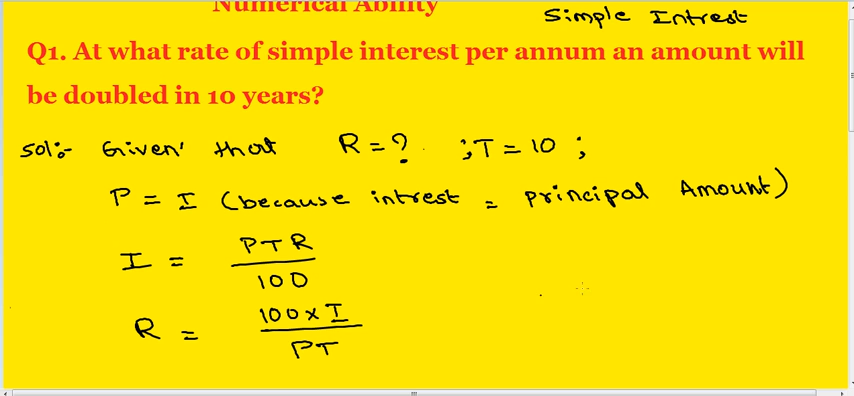 Numerical Ability
Simple Intrest
Q1. At what rate of simple interest per annum an amount will
be doubled in 10 years?
Sol:- Given' that R = ? ; T = 10 ;
P = I (because intrest = principal Amount)
I = PTR
100
R = 100 x I
PT